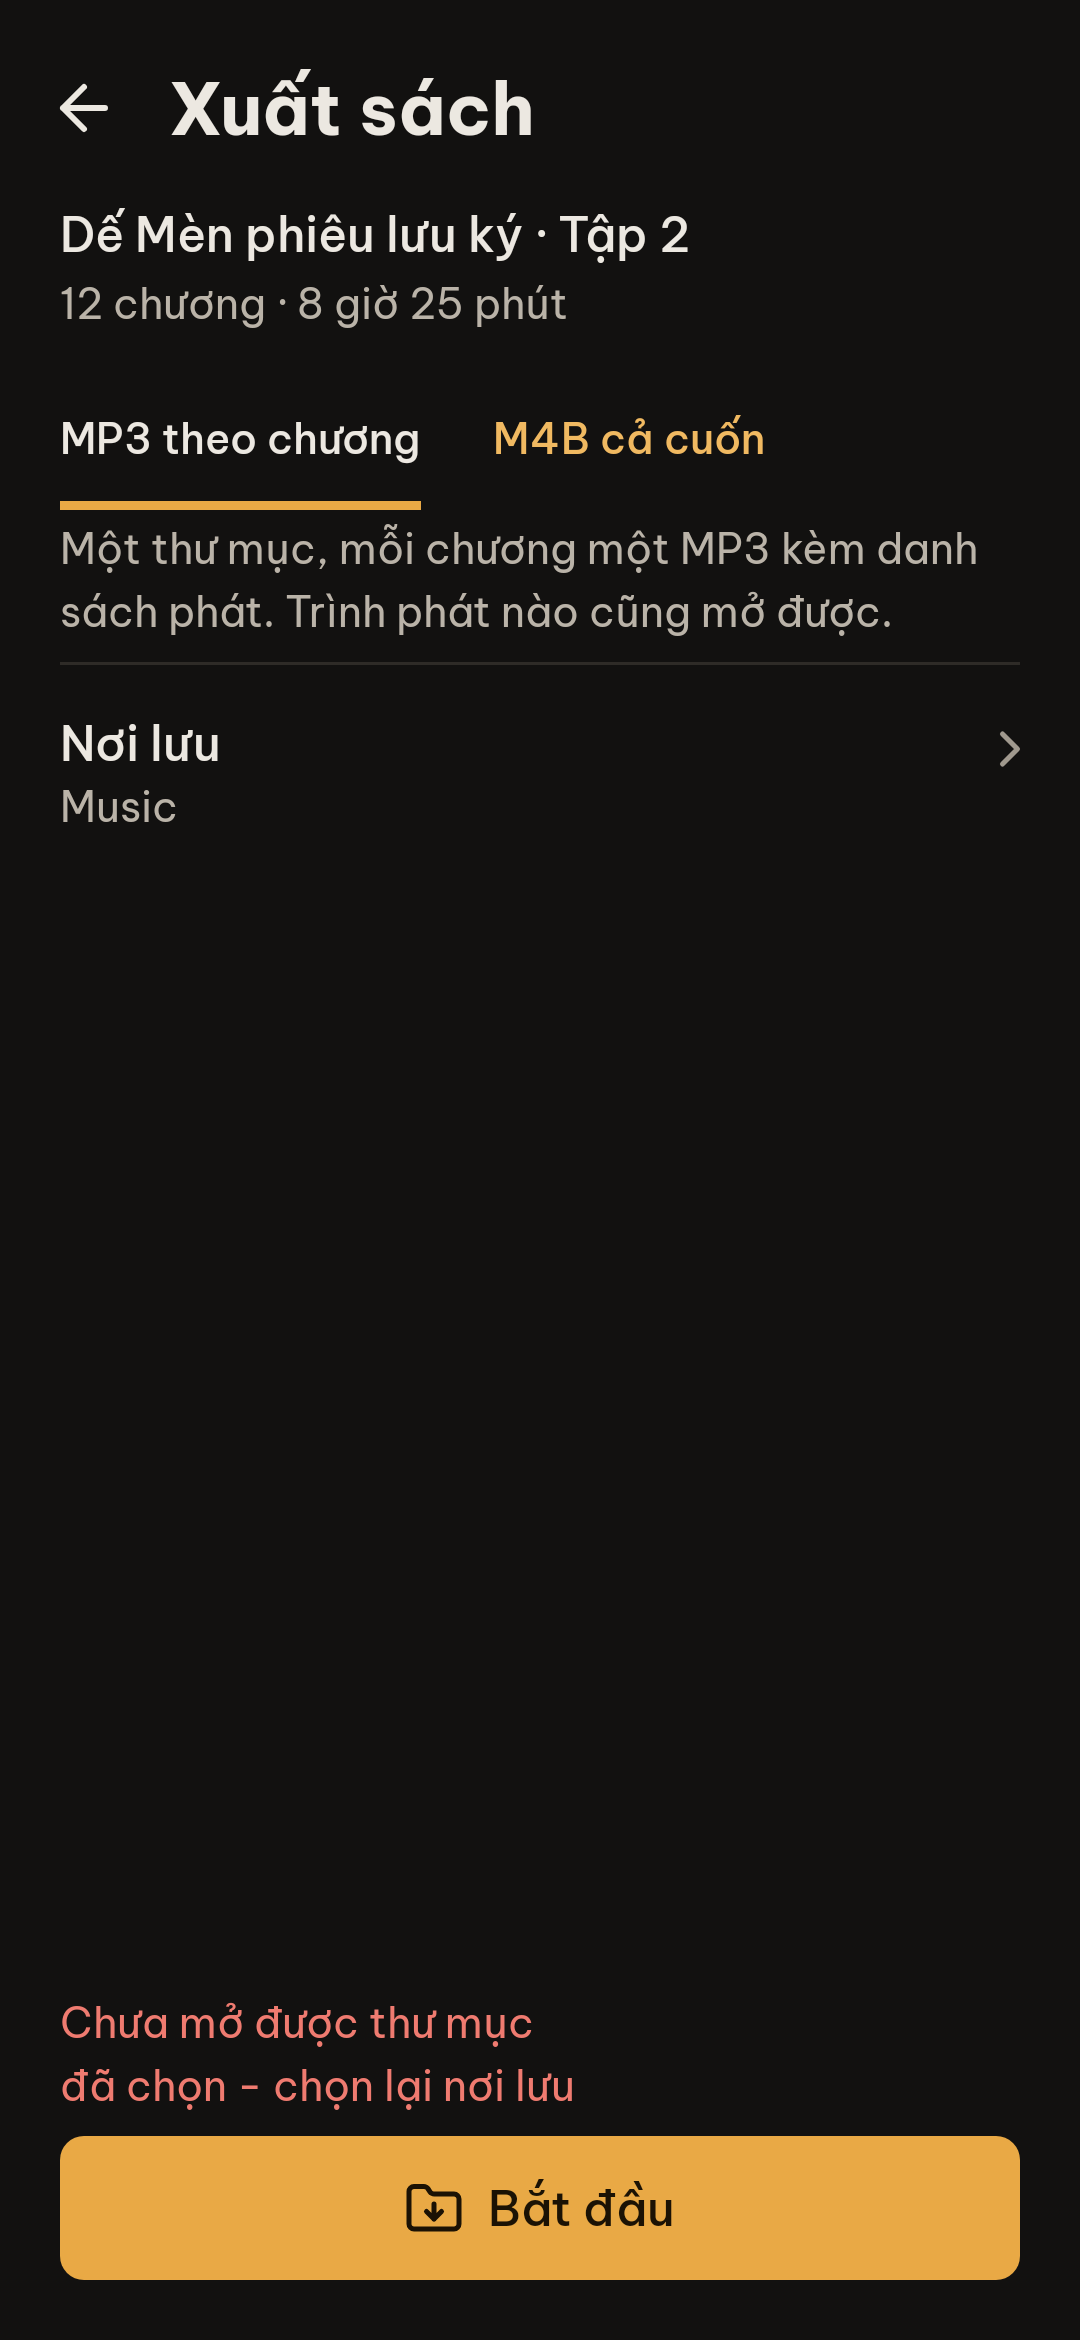 Xuất sách
Dế Mèn phiêu lưu ký · Tập 2
12 chương · 8 giờ 25 phút
MP3 theo chương
M4B cả cuốn
Một thư mục, mỗi chương một MP3 kèm danh
sách phát. Trình phát nào cũng mở được.
Nơi lưu
Music
Chưa mở được thư mục
đã chọn – chọn lại nơi lưu
Bắt đầu